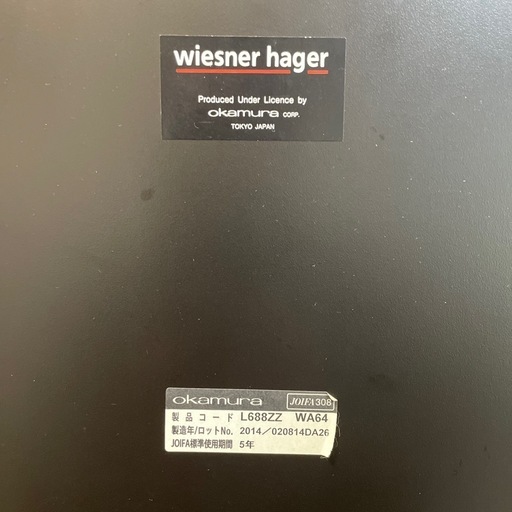 wiesner hager
Produced Under Licence by
okamura CORP.
TOKYO JAPAN
okamura JOIFA308
製品コード L688ZZ WA64
製造年/ロットNo. 2014/020814DA26
JOIFA標準使用期間 5年